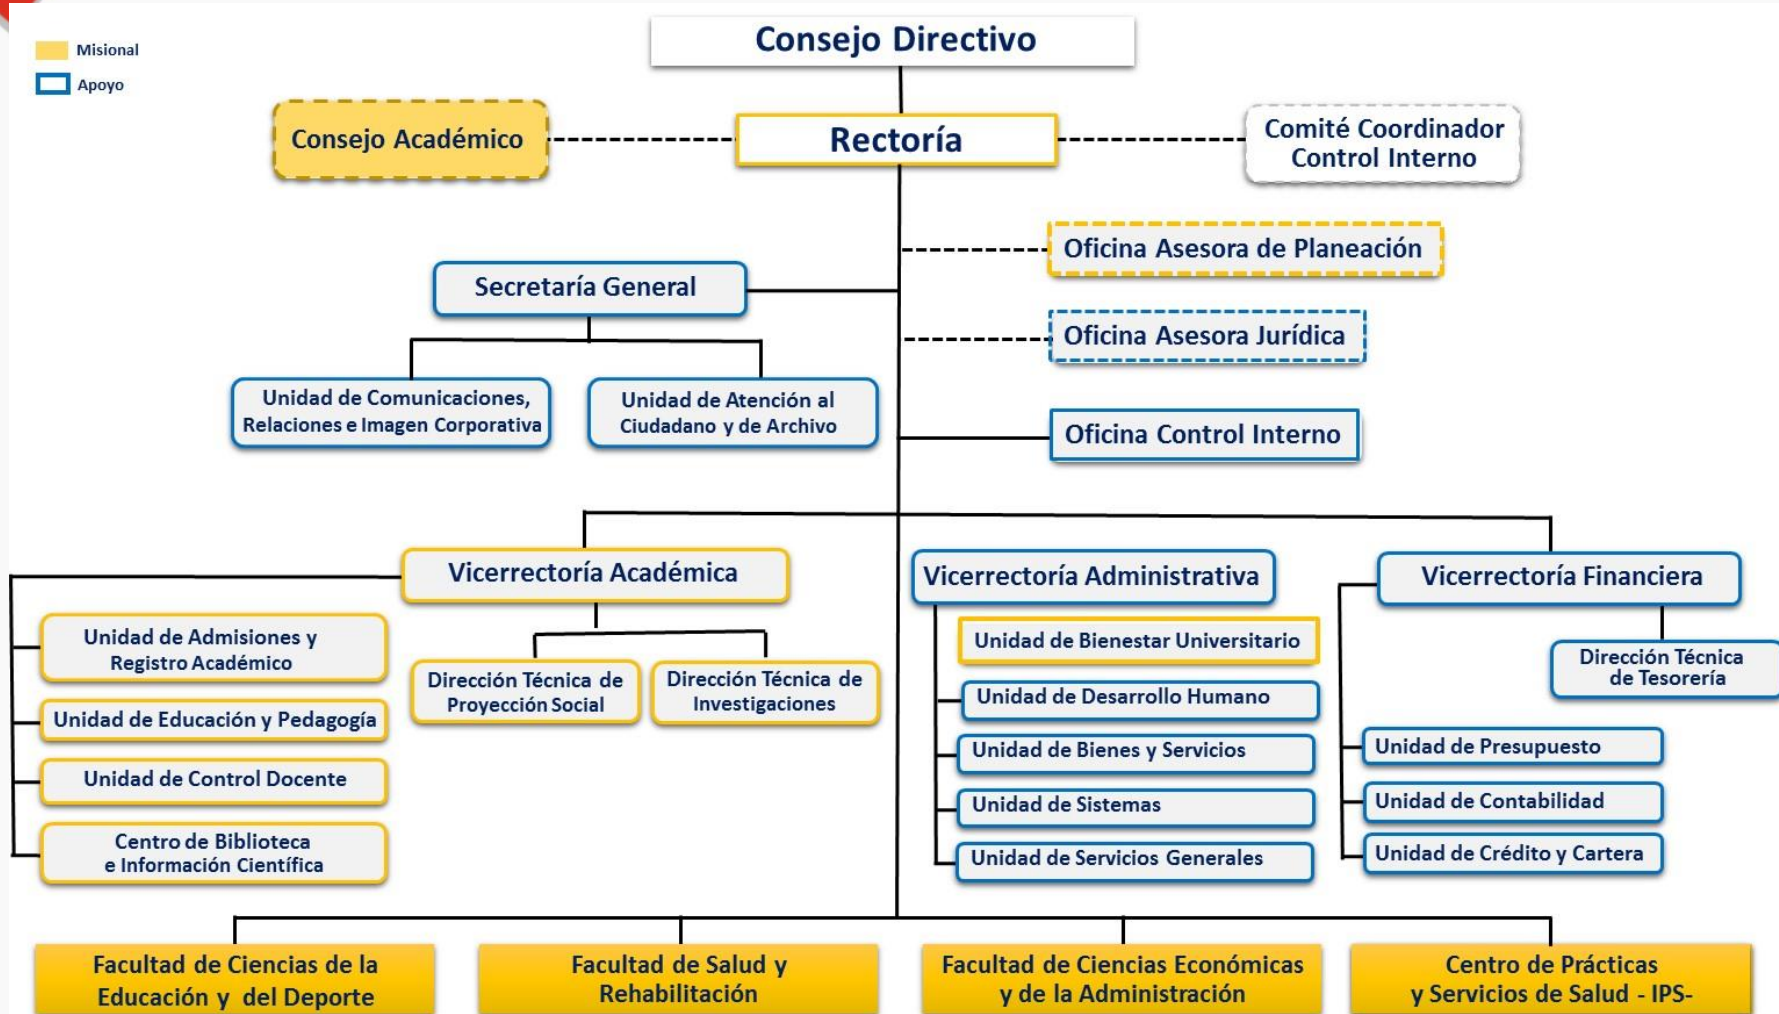 Misional
Apoyo
Consejo Directivo
Consejo Académico
Rectoría
Comité Coordinador
Control Interno
Oficina Asesora de Planeación
Secretaría General
Oficina Asesora Jurídica
Unidad de Comunicaciones,
Relaciones e Imagen Corporativa
Unidad de Atención al
Ciudadano y de Archivo
Oficina Control Interno
Vicerrectoría Académica
Unidad de Admisiones y
Registro Académico
Unidad de Educación y Pedagogía
Unidad de Control Docente
Centro de Biblioteca
e Información Científica
Dirección Técnica de
Proyección Social
Dirección Técnica de
Investigaciones
Vicerrectoría Administrativa
Unidad de Bienestar Universitario
Unidad de Desarrollo Humano
Unidad de Bienes y Servicios
Unidad de Sistemas
Unidad de Servicios Generales
Vicerrectoría Financiera
Dirección Técnica
de Tesorería
Unidad de Presupuesto
Unidad de Contabilidad
Unidad de Crédito y Cartera
Facultad de Ciencias de la
Educación y del Deporte
Facultad de Salud y
Rehabilitación
Facultad de Ciencias Económicas
y de la Administración
Centro de Prácticas
y Servicios de Salud - IPS-